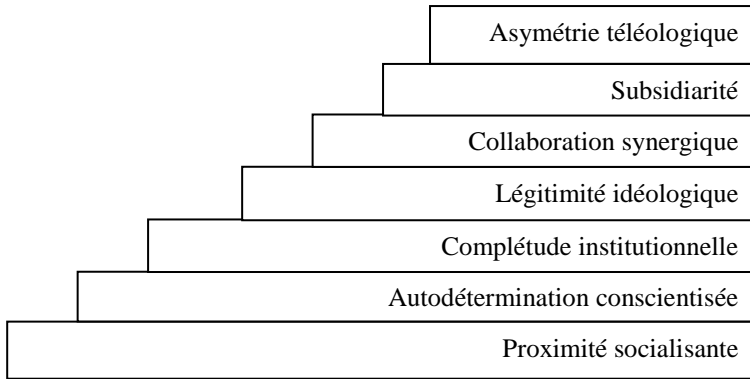 Asymétrie téléologique
Subsidiarité
Collaboration synergique
Légitimité idéologique
Complétude institutionnelle
Autodétermination conscientisée
Proximité socialisante